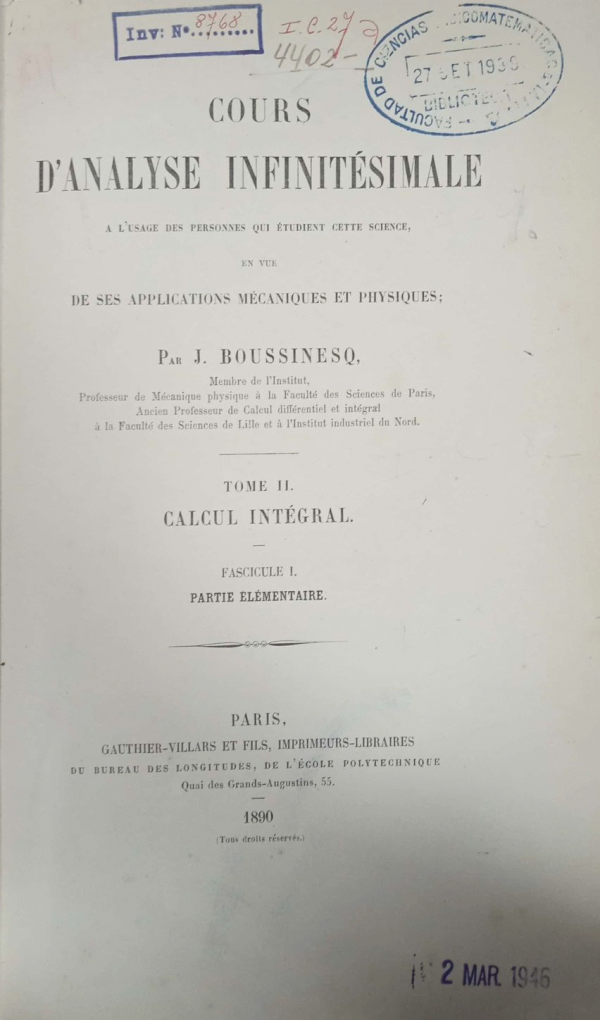 Inv: Nº 8768
I.C. 27
4402-
FACULTAD DE CIENCIAS
27 SET 193
BIBLIOTECA
COURS
D'ANALYSE INFINITÉSIMALE
A L'USAGE DES PERSONNES QUI ÉTUDIENT CETTE SCIENCE,
EN VUE
DE SES APPLICATIONS MÉCANIQUES ET PHYSIQUES;
PAR J. BOUSSINESQ,
Membre de l'Institut,
Professeur de Mécanique physique à la Faculté des Sciences de Paris,
Ancien Professeur de Calcul différentiel et intégral
à la Faculté des Sciences de Lille et à l'Institut industriel du Nord.
TOME II.
CALCUL INTÉGRAL.
FASCICULE I.
PARTIE ÉLÉMENTAIRE.
PARIS,
GAUTHIER-VILLARS ET FILS, IMPRIMEURS-LIBRAIRES
DU BUREAU DES LONGITUDES, DE L'ÉCOLE POLYTECHNIQUE
Quai des Grands-Augustins, 55.
1890
(Tous droits réservés.)
2 MAR. 1946